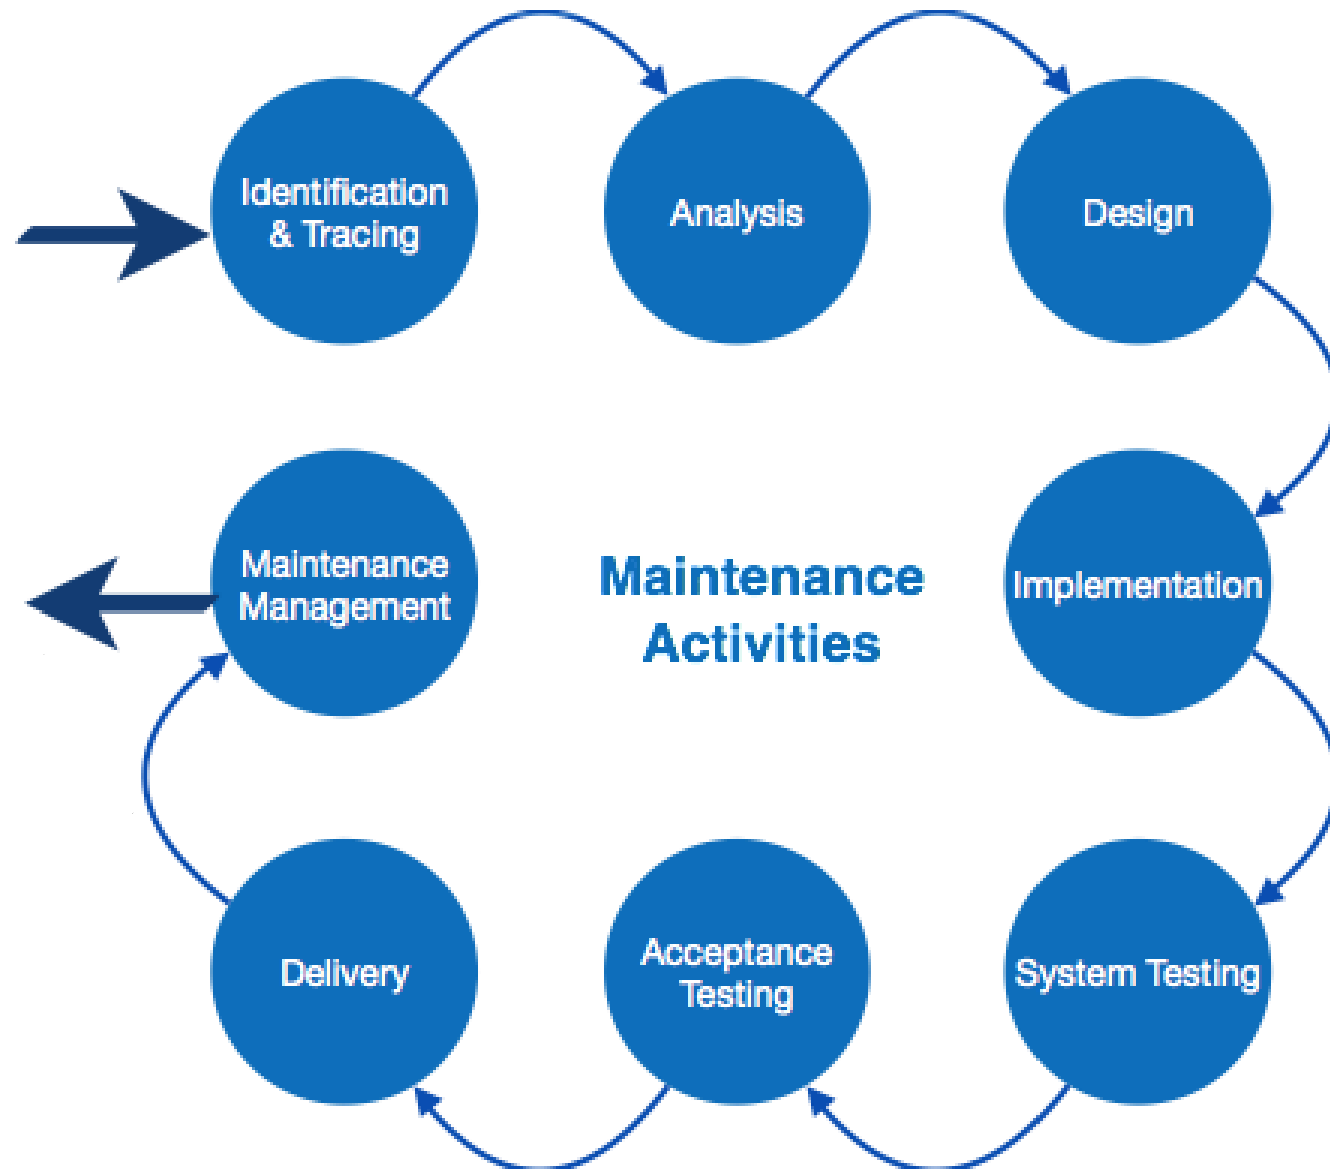 Identification
& Tracing
Analysis
Design
Maintenance
Management
Maintenance
Activities
Implementation
Delivery
Acceptance
Testing
System Testing